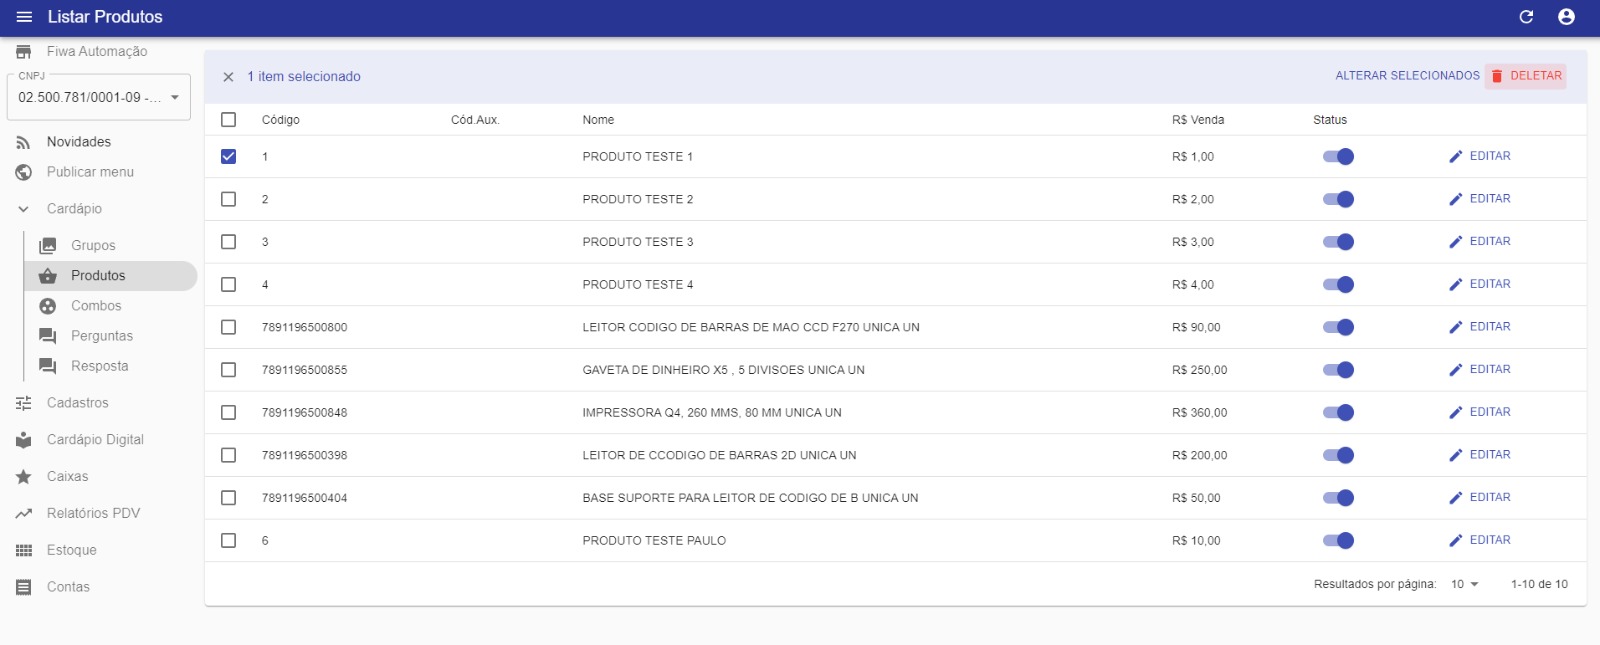 Listar Produtos
Fiwa Automação
CNPJ
02.500.781/0001-09 -...
Novidades
Publicar menu
Cardápio
Grupos
Produtos
Combos
Perguntas
Resposta
Cadastros
Cardápio Digital
Caixas
Relatórios PDV
Estoque
Contas
1 item selecionado ALTERAR SELECIONADOS DELETAR
Código Cód.Aux. Nome R$ Venda Status
1 PRODUTO TESTE 1 R$ 1,00 EDITAR
2 PRODUTO TESTE 2 R$ 2,00 EDITAR
3 PRODUTO TESTE 3 R$ 3,00 EDITAR
4 PRODUTO TESTE 4 R$ 4,00 EDITAR
7891196500800 LEITOR CODIGO DE BARRAS DE MAO CCD F270 UNICA UN R$ 90,00 EDITAR
7891196500855 GAVETA DE DINHEIRO X5 , 5 DIVISOES UNICA UN R$ 250,00 EDITAR
7891196500848 IMPRESSORA Q4, 260 MMS, 80 MM UNICA UN R$ 360,00 EDITAR
7891196500398 LEITOR DE CCODIGO DE BARRAS 2D UNICA UN R$ 200,00 EDITAR
7891196500404 BASE SUPORTE PARA LEITOR DE CODIGO DE B UNICA UN R$ 50,00 EDITAR
6 PRODUTO TESTE PAULO R$ 10,00 EDITAR
Resultados por página: 10 1-10 de 10